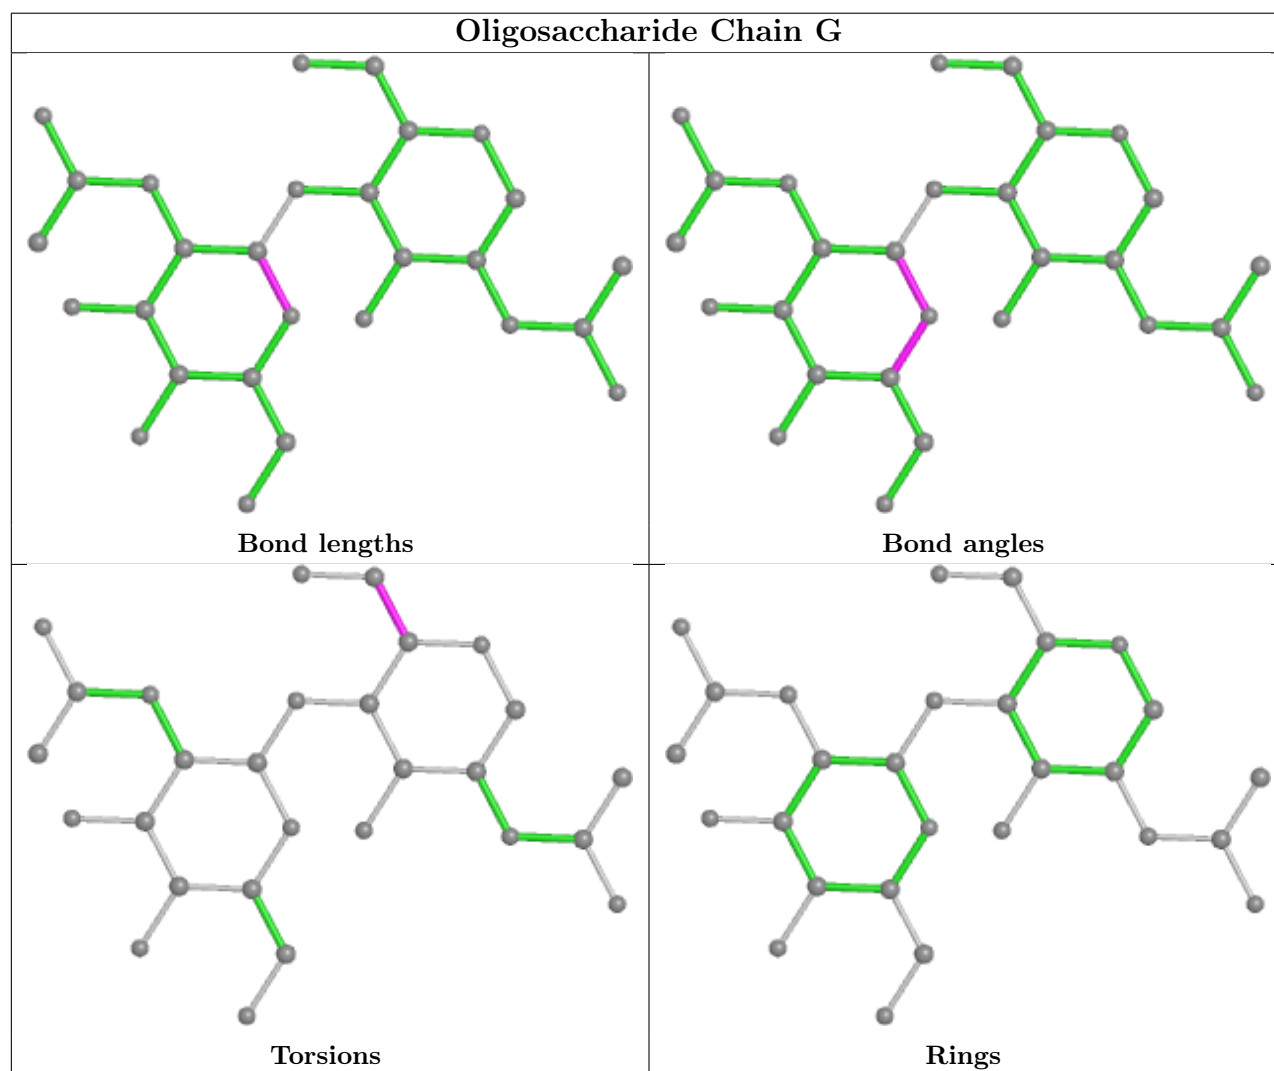 Oligosaccharide Chain G
Bond lengths
Bond angles
Torsions
Rings